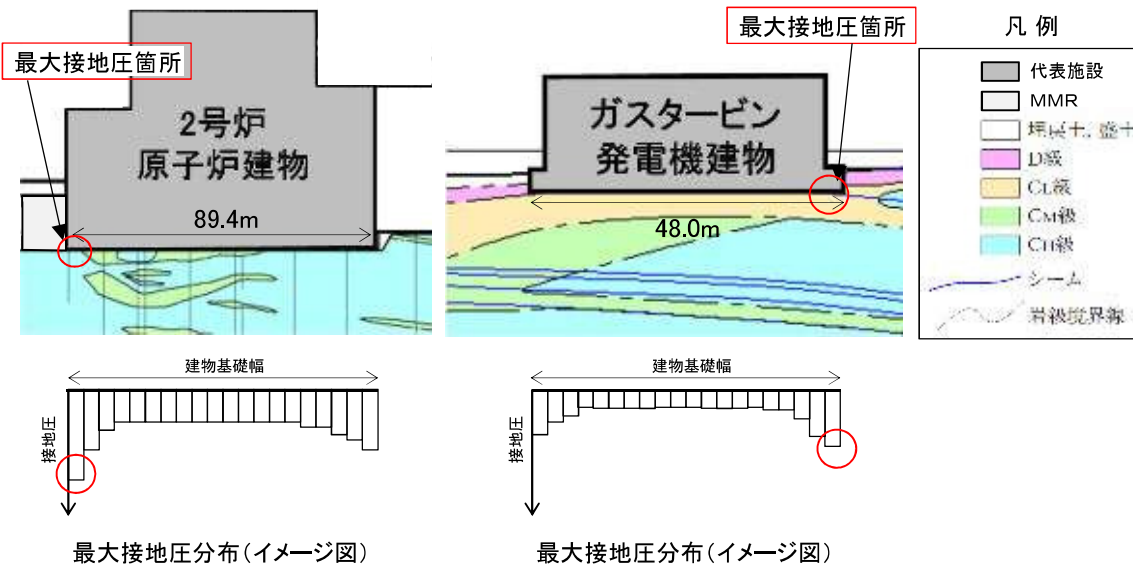 最大接地圧箇所
2号炉
原子炉建物
89.4m
最大接地圧箇所
ガスタービン
発電機建物
48.0m
凡 例
代表施設
MMR
埋戻土, 盛土
D級
CL級
CM級
CH級
シーム
岩級境界線
建物基礎幅
接地圧
最大接地圧分布(イメージ図)
建物基礎幅
接地圧
最大接地圧分布(イメージ図)